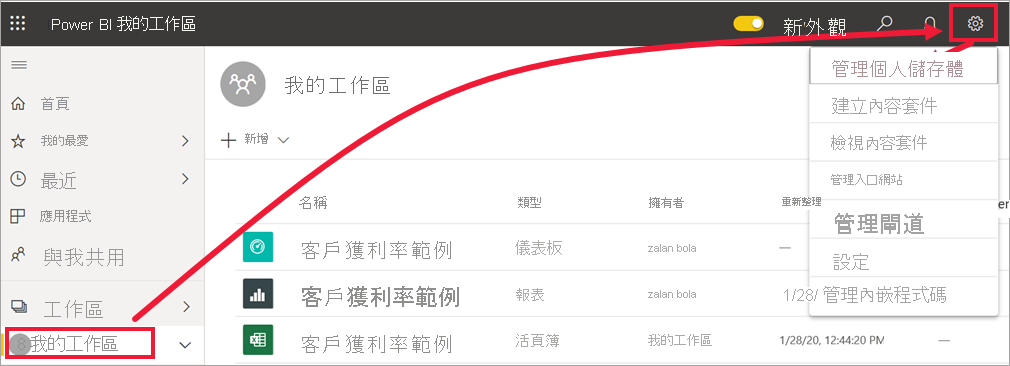 Power BI 我的工作區
新外觀
首頁
我的最愛
最近
應用程式
與我共用
工作區
我的工作區
我的工作區
新增
名稱 類型 擁有者 重新整理
客戶獲利率範例 儀表板 zalan bola —
客戶獲利率範例 報表 zalan bola 1/28/
客戶獲利率範例 活頁簿 我的工作區 1/28/20, 12:44:20 PM —
管理個人儲存體
建立內容套件
檢視內容套件
管理入口網站
管理閘道
設定
管理內嵌程式碼